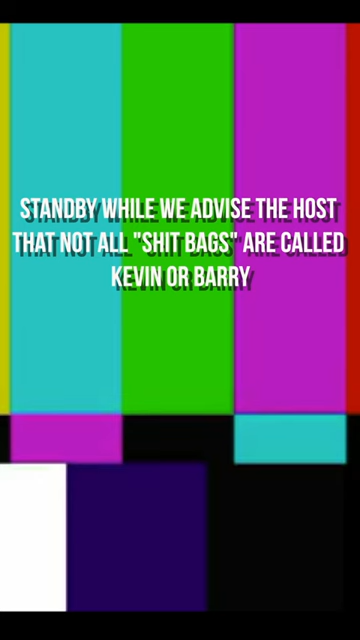 STANDBY WHILE WE ADVISE THE HOST
THAT NOT ALL "SHIT BAGS" ARE CALLED
KEVIN OR BARRY